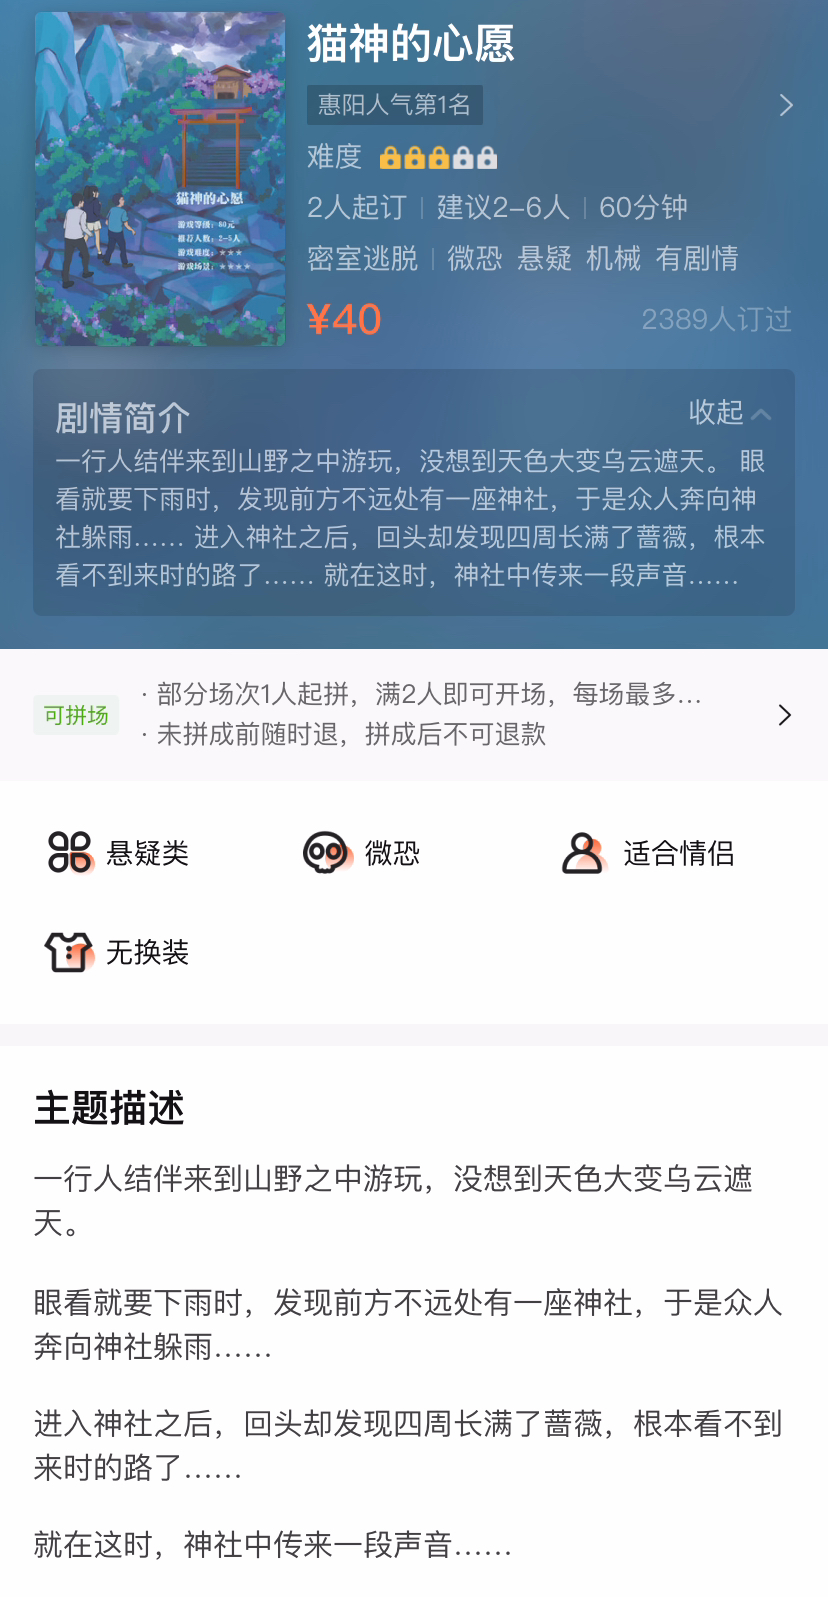 猫神的心愿
惠阳人气第1名
难度
2人起订 | 建议2-6人 | 60分钟
密室逃脱 | 微恐 悬疑 机械 有剧情
¥40
2389人订过
猫神的心愿
游戏等级：60元
推荐人数：2-5人
游戏难度：★★★
游戏场景：★★★★
剧情简介
收起
一行人结伴来到山野之中游玩，没想到天色大变乌云遮天。 眼
看就要下雨时，发现前方不远处有一座神社，于是众人奔向神
社躲雨…… 进入神社之后，回头却发现四周长满了蔷薇，根本
看不到来时的路了…… 就在这时，神社中传来一段声音……
可拼场
· 部分场次1人起拼，满2人即可开场，每场最多...
· 未拼成前随时退，拼成后不可退款
悬疑类
微恐
适合情侣
无换装
主题描述
一行人结伴来到山野之中游玩，没想到天色大变乌云遮
天。
眼看就要下雨时，发现前方不远处有一座神社，于是众人
奔向神社躲雨……
进入神社之后，回头却发现四周长满了蔷薇，根本看不到
来时的路了……
就在这时，神社中传来一段声音……